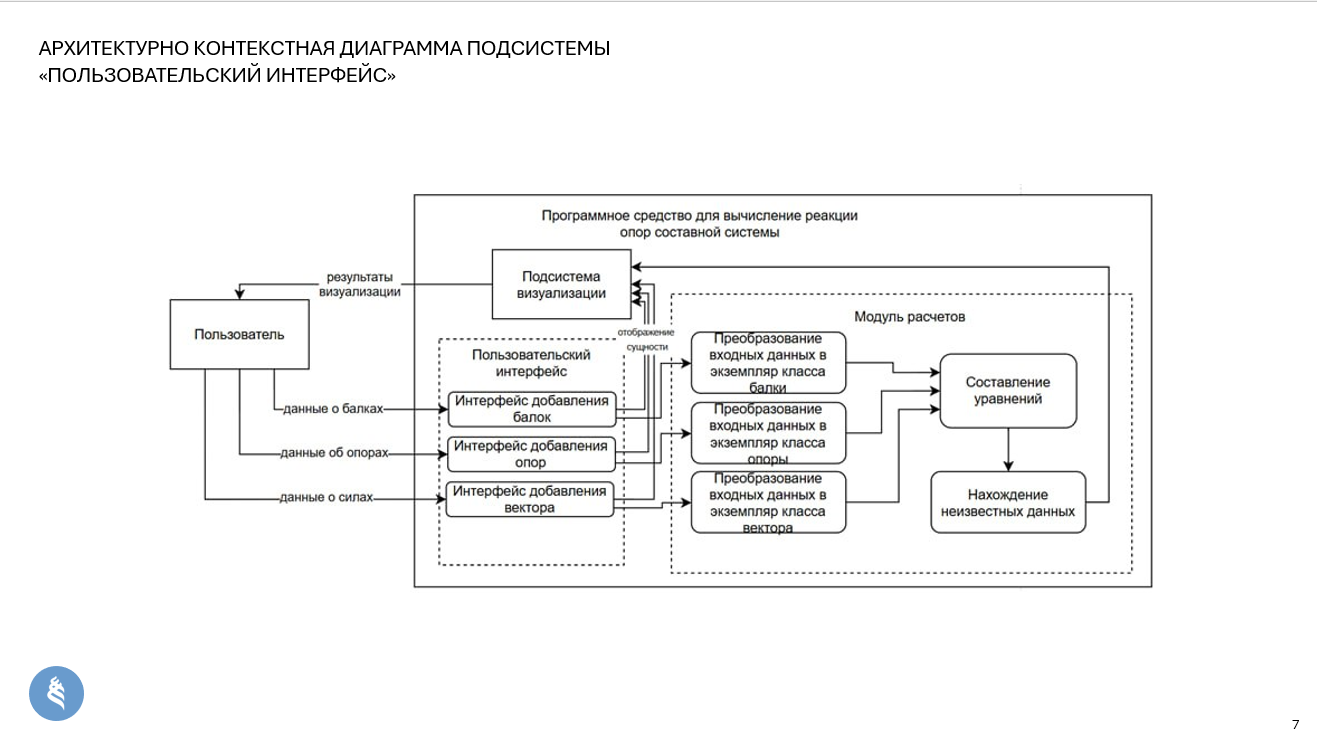 АРХИТЕКТУРНО КОНТЕКСТНАЯ ДИАГРАММА ПОДСИСТЕМЫ
«ПОЛЬЗОВАТЕЛЬСКИЙ ИНТЕРФЕЙС»
Программное средство для вычисление реакции
опор составной системы
Подсистема
визуализации
результаты
визуализации
Пользователь
отображение
сущности
Модуль расчетов
Пользовательский
интерфейс
Интерфейс добавления
балок
Интерфейс добавления
опор
Интерфейс добавления
вектора
данные о балках
данные об опорах
данные о силах
Преобразование
входных данных в
экземпляр класса
балки
Преобразование
входных данных в
экземпляр класса
опоры
Преобразование
входных данных в
экземпляр класса
вектора
Составление
уравнений
Нахождение
неизвестных данных
7